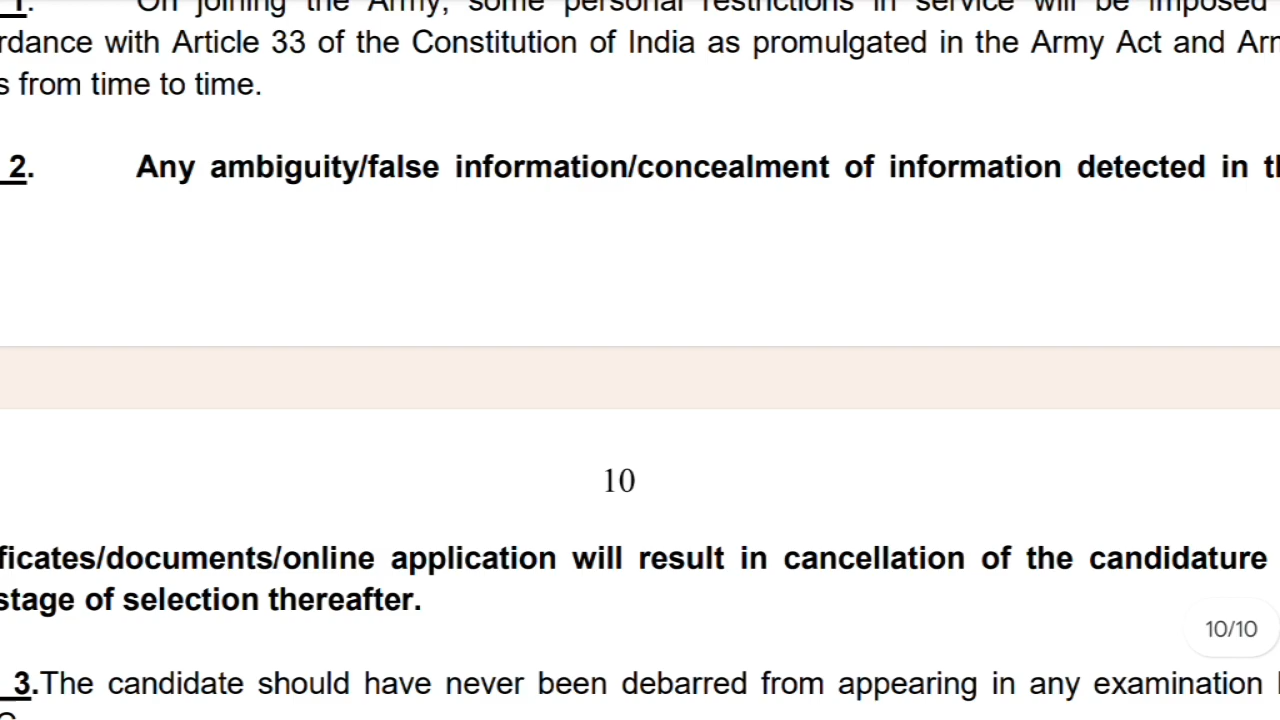 1. On joining the Army, some personal restrictions in service will be imposed
rdance with Article 33 of the Constitution of India as promulgated in the Army Act and Arm
s from time to time.
2. Any ambiguity/false information/concealment of information detected in th
10
ficates/documents/online application will result in cancellation of the candidature
stage of selection thereafter.
10/10
3.The candidate should have never been debarred from appearing in any examination